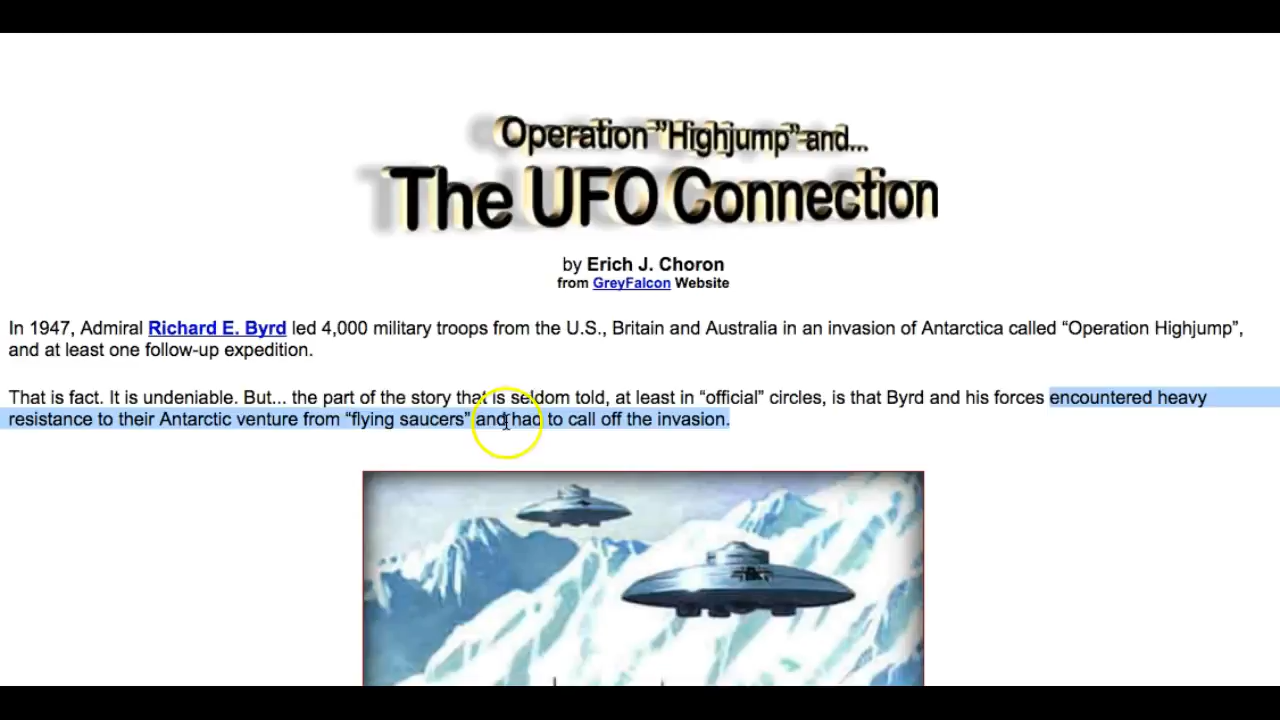 Operation ”Highjump”-and...
The UFO Connection
by Erich J. Choron
from GreyFalcon Website
In 1947, Admiral Richard E. Byrd led 4,000 military troops from the U.S., Britain and Australia in an invasion of Antarctica called “Operation Highjump”,
and at least one follow-up expedition.
That is fact. It is undeniable. But... the part of the story that is seldom told, at least in “official” circles, is that Byrd and his forces encountered heavy
resistance to their Antarctic venture from “flying saucers” and had to call off the invasion.